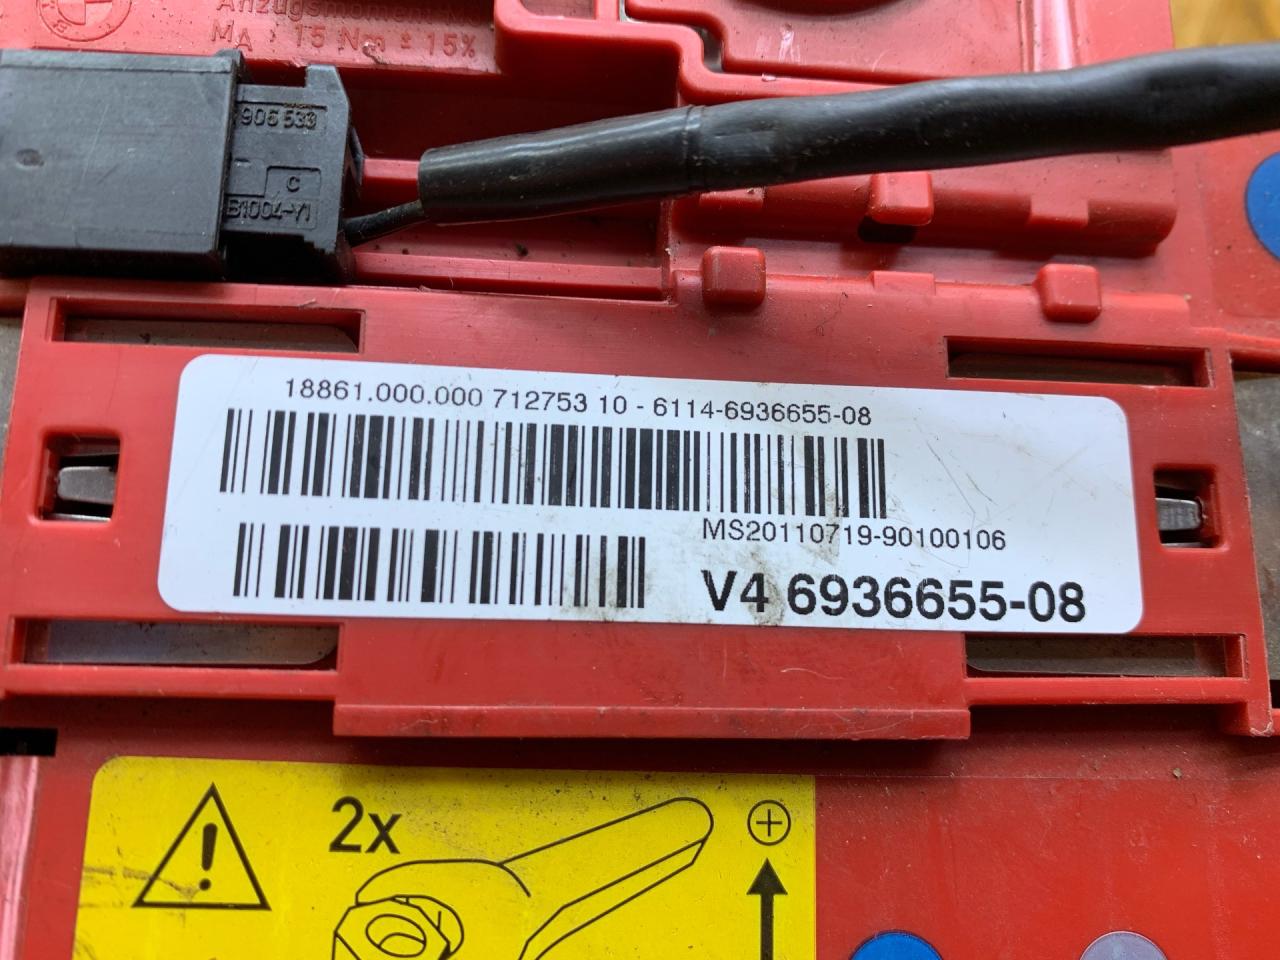 Anzugsmoment
MA : 15 Nm ± 15%
906 533
C
B1004-Y1
18861.000.000 712753 10 - 6114-6936655-08
MS20110719-90100106
V4 6936655-08
2x